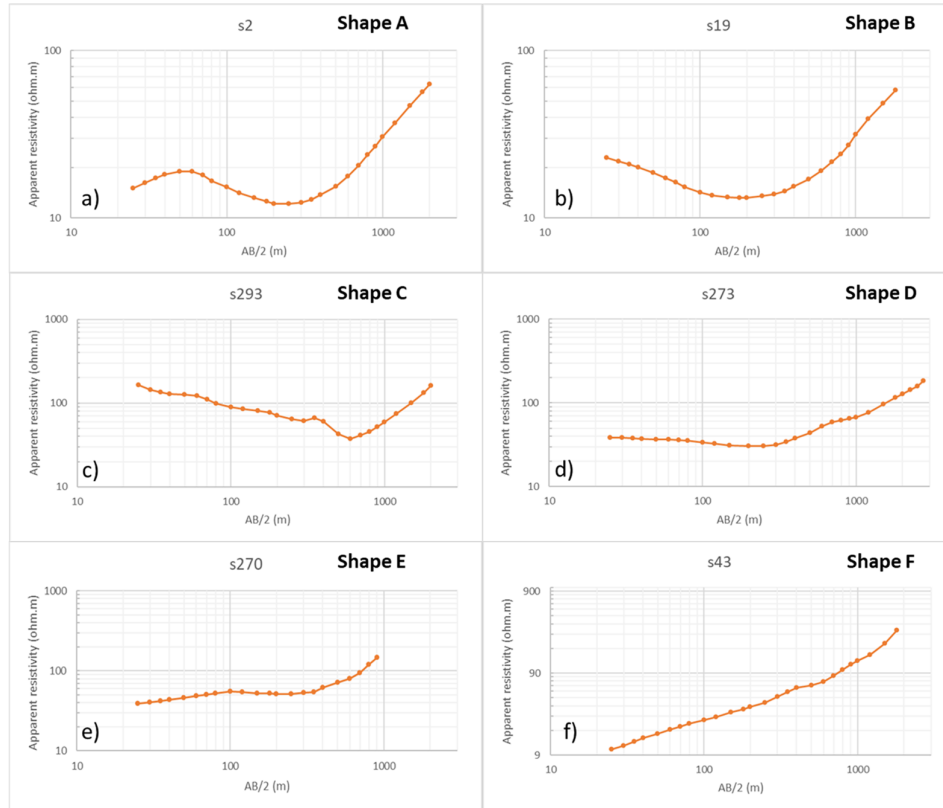 s2 Shape A
Apparent resistivity (ohm.m)
100
10
a)
10 100 1000
AB/2 (m)
s19 Shape B
Apparent resistivity (ohm.m)
100
10
b)
10 100 1000
AB/2 (m)
s293 Shape C
Apparent resistivity (ohm.m)
1000
100
10
c)
10 100 1000
AB/2 (m)
s273 Shape D
Apparent resistivity (ohm.m)
1000
100
10
d)
10 100 1000
AB/2 (m)
s270 Shape E
Apparent resistivity (ohm.m)
1000
100
10
e)
10 100 1000
AB/2 (m)
s43 Shape F
Apparent resistivity (ohm.m)
900
90
9
f)
10 100 1000
AB/2 (m)